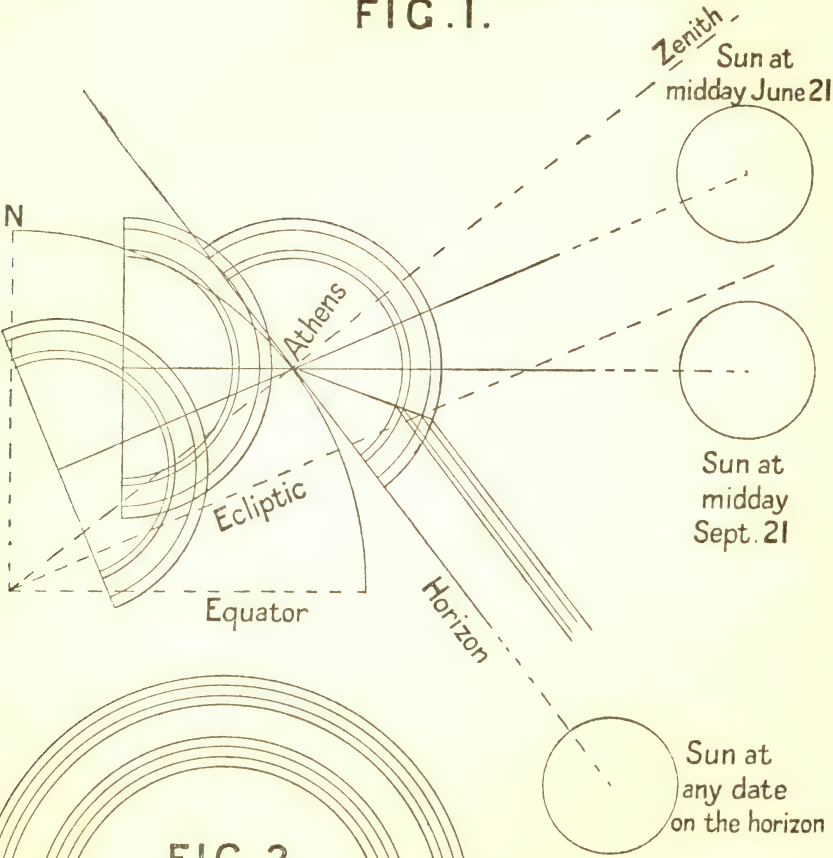 FIG.1.
Zenith
Sun at
midday June 21
N
Athens
Sun at
midday
Sept. 21
Ecliptic
Equator
Horizon
Sun at
any date
on the horizon
FIG. 2